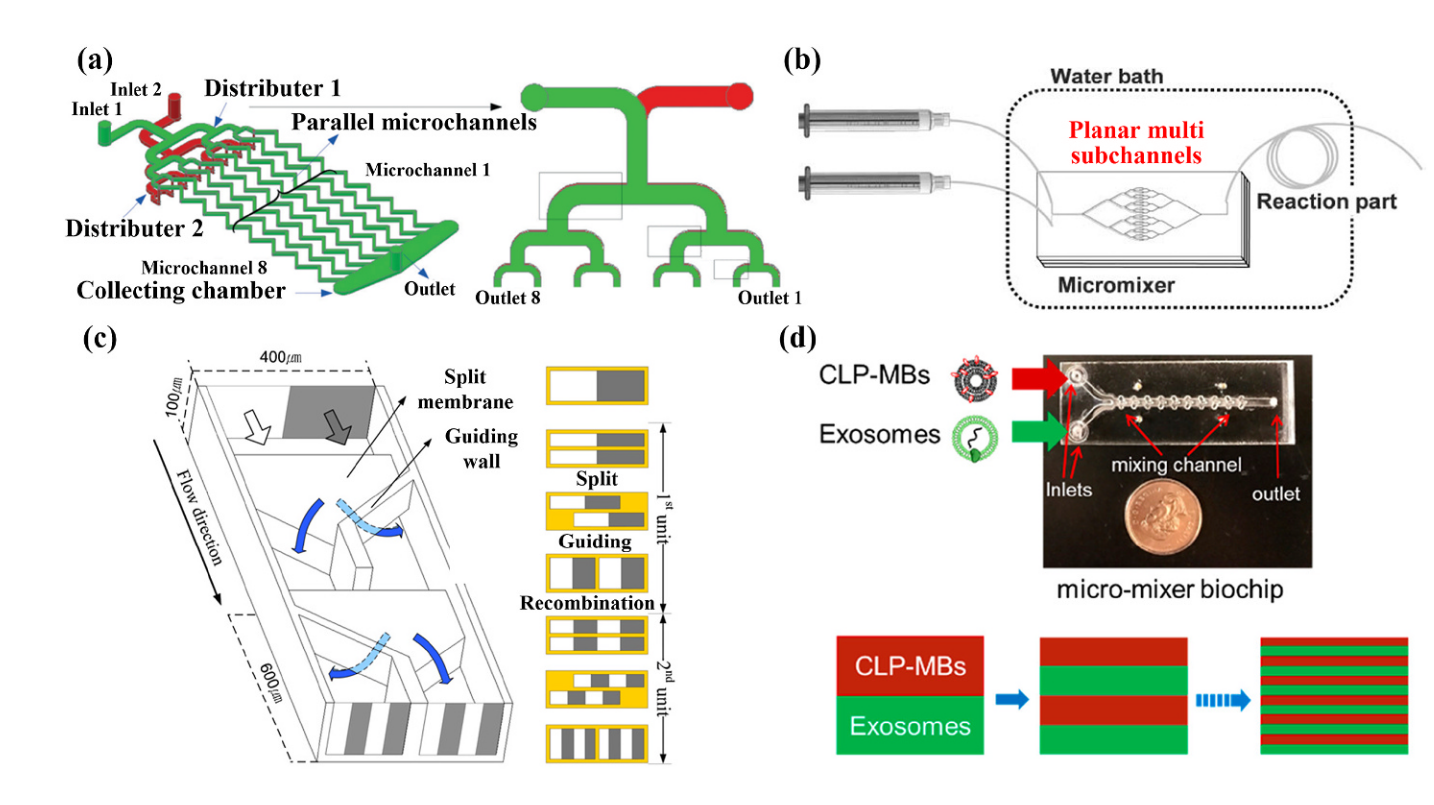 (a)
Inlet 2
Inlet 1
Distributer 1
Parallel microchannels
Microchannel 1
Distributer 2
Microchannel 8
Collecting chamber
Outlet
Outlet 8
Outlet 1
(b)
Water bath
Planar multi
subchannels
Reaction part
Micromixer
(c)
400㎛
100㎛
Split
membrane
Guiding
wall
Flow direction
600㎛
Split
Guiding
Recombination
1st unit
2nd unit
(d)
CLP-MBs
Exosomes
mixing channel
Inlets
outlet
micro-mixer biochip
CLP-MBs
Exosomes